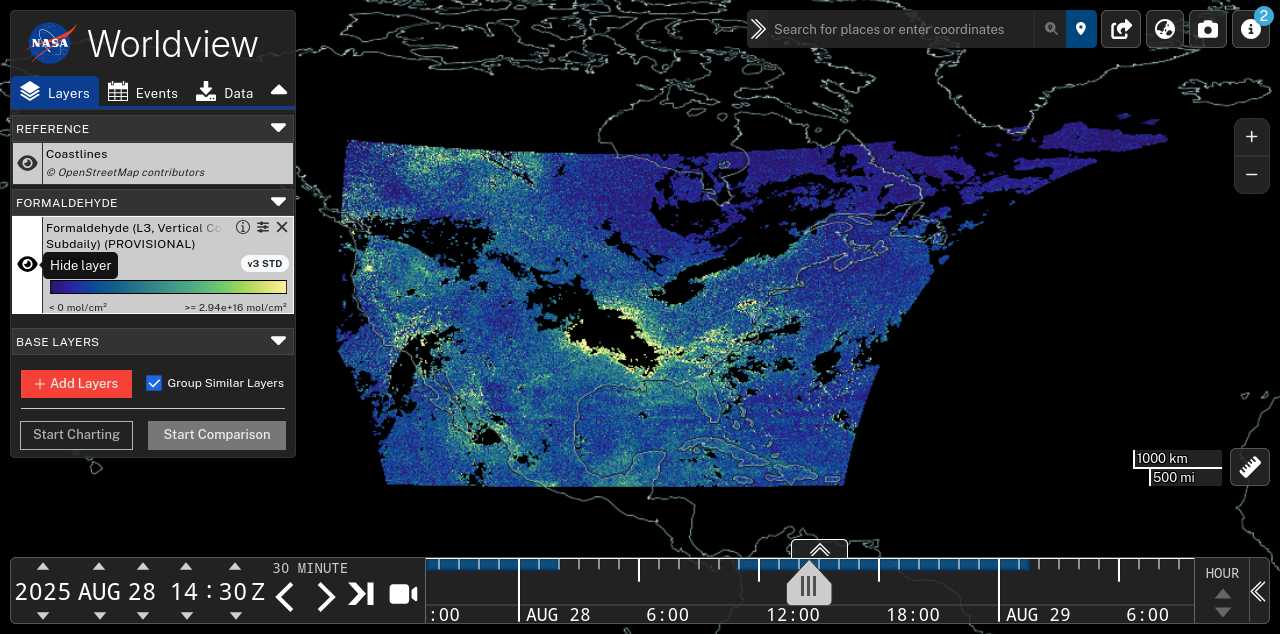 NASA Worldview
Search for places or enter coordinates
2
Layers
Events
Data
REFERENCE
Coastlines
© OpenStreetMap contributors
FORMALDEHYDE
Formaldehyde (L3, Vertical Co
Subdaily) (PROVISIONAL)
Hide layer
v3 STD
< 0 mol/cm²
>= 2.94e+16 mol/cm²
BASE LAYERS
+ Add Layers
Group Similar Layers
Start Charting
Start Comparison
+
−
1000 km
500 mi
30 MINUTE
2025 AUG 28 14 : 30 Z
:00
AUG 28
6:00
12:00
18:00
AUG 29
6:00
HOUR